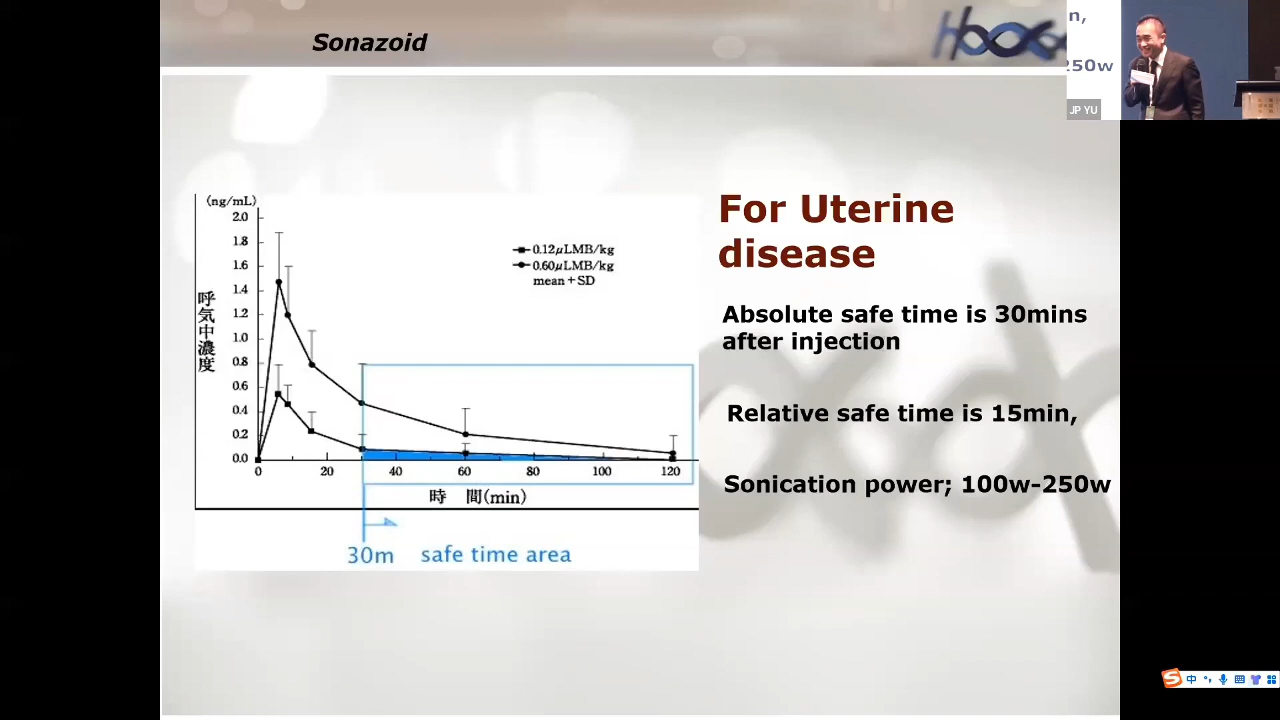 Sonazoid
n,
250w
JP YU
(ng/mL)
2.0
1.8
1.6
1.4
1.2
1.0
0.8
0.6
0.4
0.2
0.0
呼気中濃度
0.12μLMB/kg
0.60μLMB/kg
mean+SD
0 20 40 60 80 100 120
時 間(min)
30m safe time area
For Uterine
disease
Absolute safe time is 30mins
after injection
Relative safe time is 15min,
Sonication power; 100w-250w
中